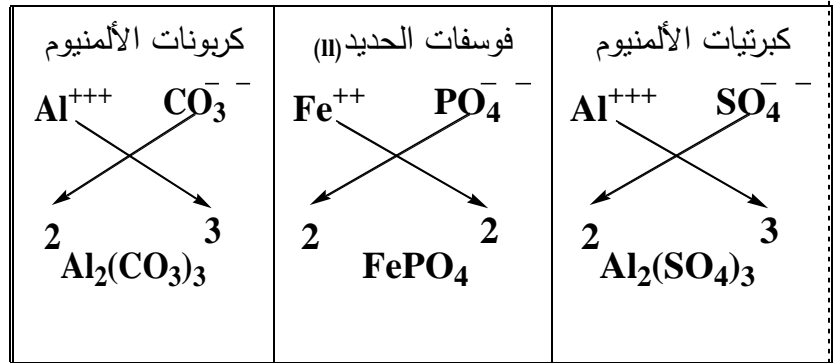 كبرتيات الألمنيوم
Al+++ SO4– –
2 3
Al2(SO4)3
فوسفات الحديد(II)
Fe++ PO4– –
2 2
FePO4
كربونات الألمنيوم
Al+++ CO3– –
2 3
Al2(CO3)3